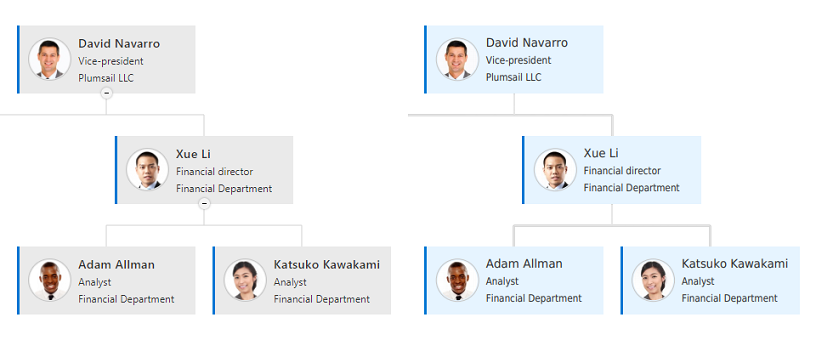 David Navarro
Vice-president
Plumsail LLC
Xue Li
Financial director
Financial Department
Adam Allman
Analyst
Financial Department
Katsuko Kawakami
Analyst
Financial Department
David Navarro
Vice-president
Plumsail LLC
Xue Li
Financial director
Financial Department
Adam Allman
Analyst
Financial Department
Katsuko Kawakami
Analyst
Financial Department